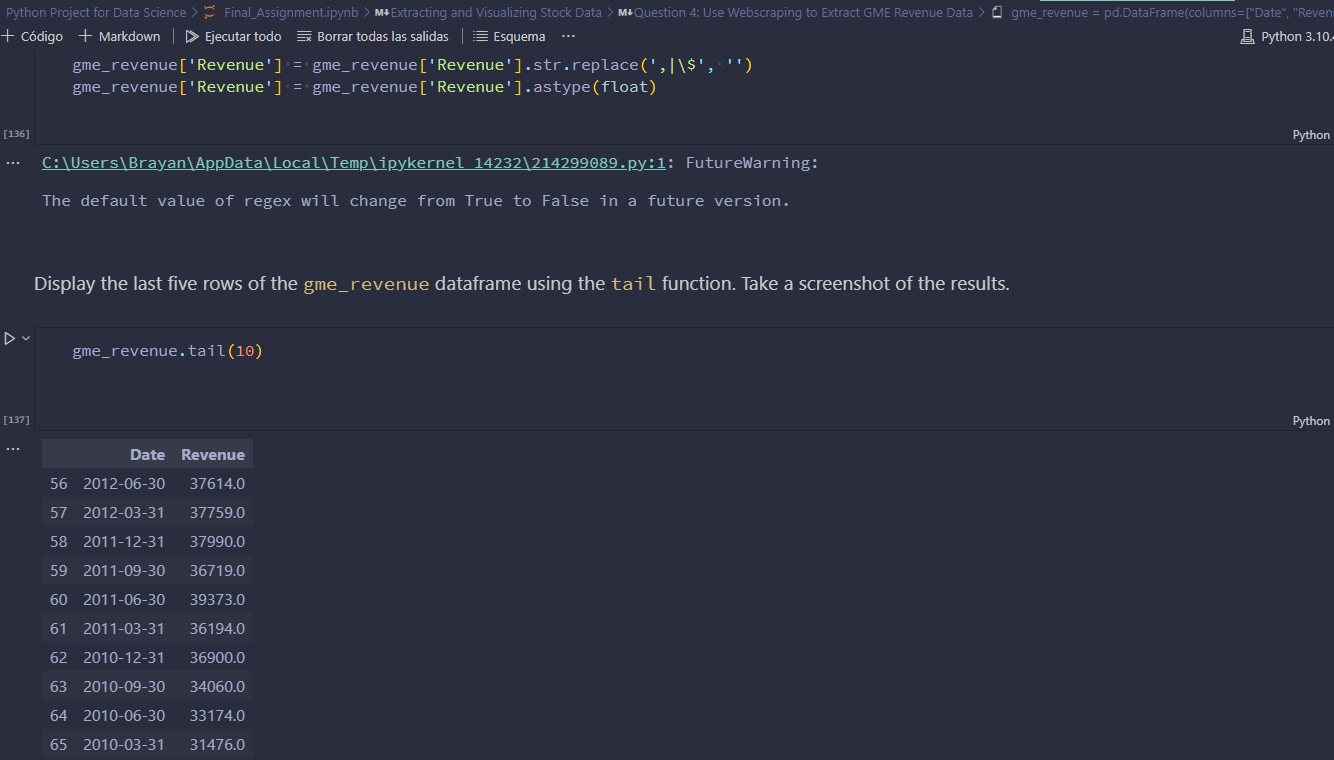 Python Project for Data Science > Final_Assignment.ipynb > M↓Extracting and Visualizing Stock Data > M↓Question 4: Use Webscraping to Extract GME Revenue Data > gme_revenue = pd.DataFrame(columns=["Date", "Reven
+ Código + Markdown | Ejecutar todo Borrar todas las salidas | Esquema ··· Python 3.10.4
gme_revenue['Revenue'] = gme_revenue['Revenue'].str.replace(',|\$', '')
gme_revenue['Revenue'] = gme_revenue['Revenue'].astype(float)
[136] Python
··· C:\Users\Brayan\AppData\Local\Temp\ipykernel_14232\214299089.py:1: FutureWarning:
The default value of regex will change from True to False in a future version.
Display the last five rows of the gme_revenue dataframe using the tail function. Take a screenshot of the results.
gme_revenue.tail(10)
[137] Python
···
Date Revenue
56 2012-06-30 37614.0
57 2012-03-31 37759.0
58 2011-12-31 37990.0
59 2011-09-30 36719.0
60 2011-06-30 39373.0
61 2011-03-31 36194.0
62 2010-12-31 36900.0
63 2010-09-30 34060.0
64 2010-06-30 33174.0
65 2010-03-31 31476.0